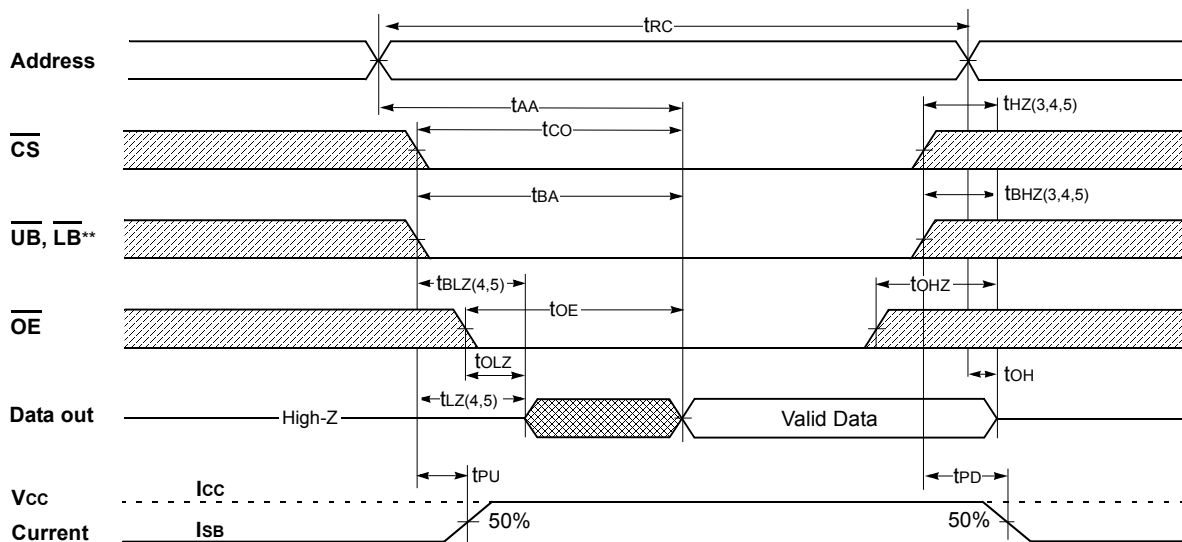 tRC
Address
tAA
tHZ(3,4,5)
CS
tCO
tBA
tBHZ(3,4,5)
UB, LB**
tBLZ(4,5)
tOHZ
OE
tOE
tOLZ
tOH
tLZ(4,5)
Data out
High-Z
Valid Data
tPU
tPD
VCC
ICC
50%
50%
Current
ISB